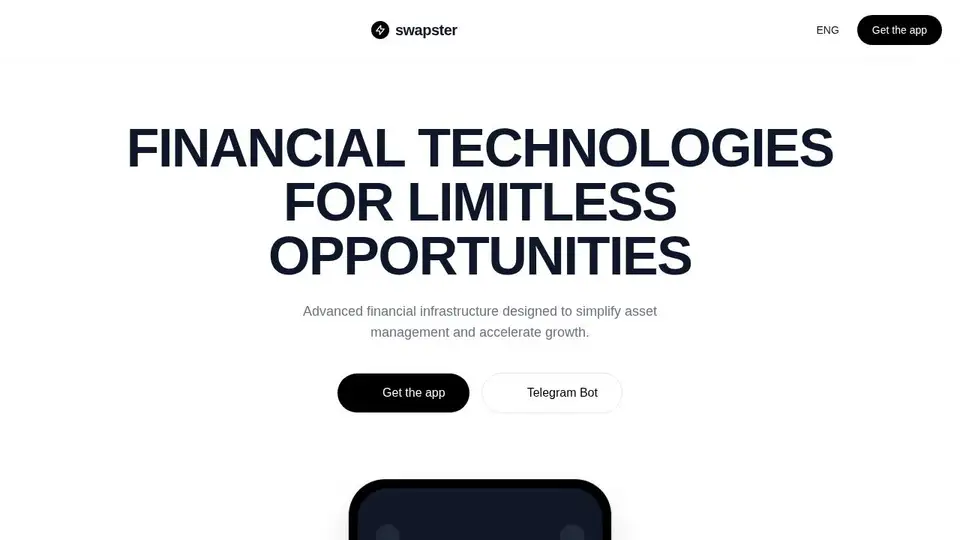 swapster
ENG
Get the app
FINANCIAL TECHNOLOGIES
FOR LIMITLESS
OPPORTUNITIES
Advanced financial infrastructure designed to simplify asset
management and accelerate growth.
Get the app
Telegram Bot